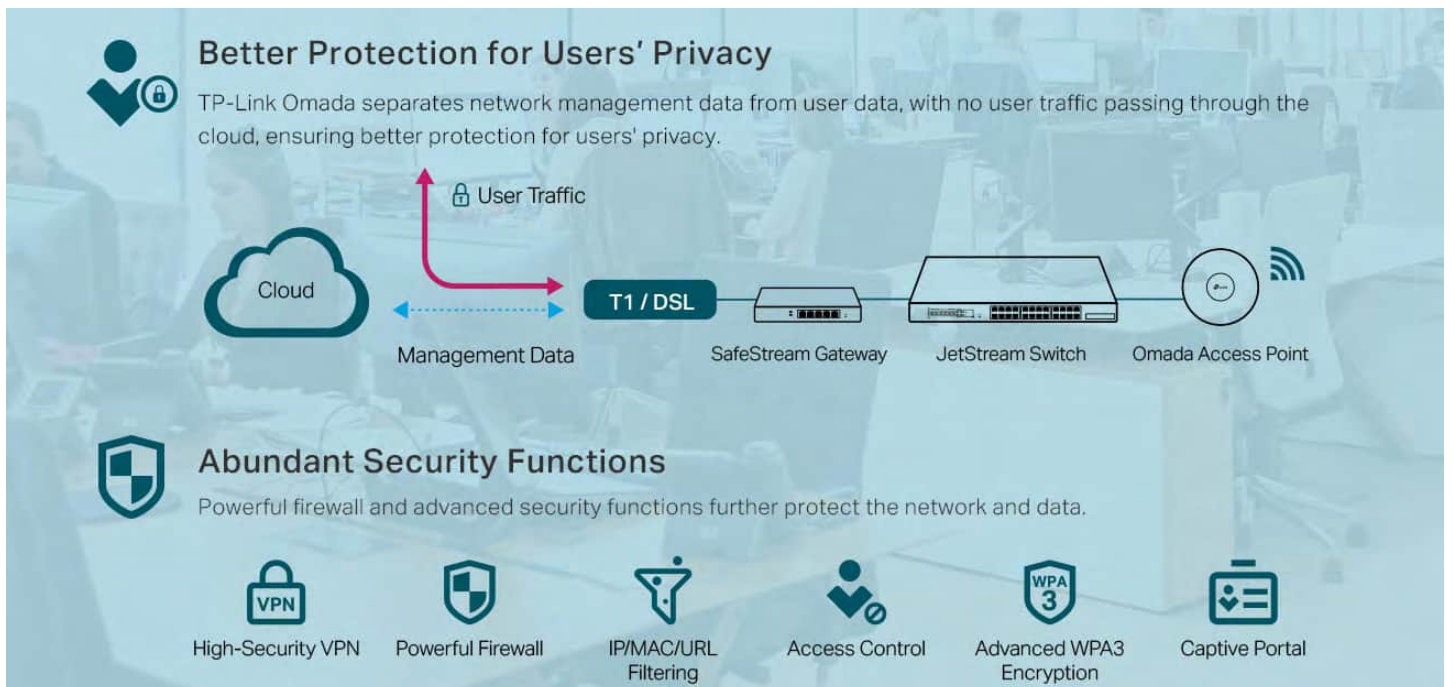 Better Protection for Users' Privacy
TP-Link Omada separates network management data from user data, with no user traffic passing through the
cloud, ensuring better protection for users' privacy.
User Traffic
Cloud
T1 / DSL
Management Data
SafeStream Gateway
JetStream Switch
Omada Access Point
Abundant Security Functions
Powerful firewall and advanced security functions further protect the network and data.
VPN
WPA
3
High-Security VPN
Powerful Firewall
IP/MAC/URL
Filtering
Access Control
Advanced WPA3
Encryption
Captive Portal